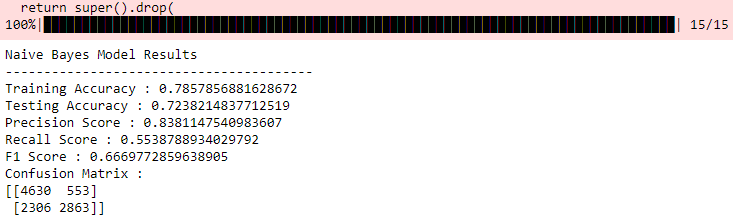 return super().drop(
100%| | 15/15
Naive Bayes Model Results
----------------------------------------
Training Accuracy : 0.7857856881628672
Testing Accuracy : 0.7238214837712519
Precision Score : 0.8381147540983607
Recall Score : 0.5538788934029792
F1 Score : 0.6669772859638905
Confusion Matrix :
[[4630  553]
 [2306 2863]]